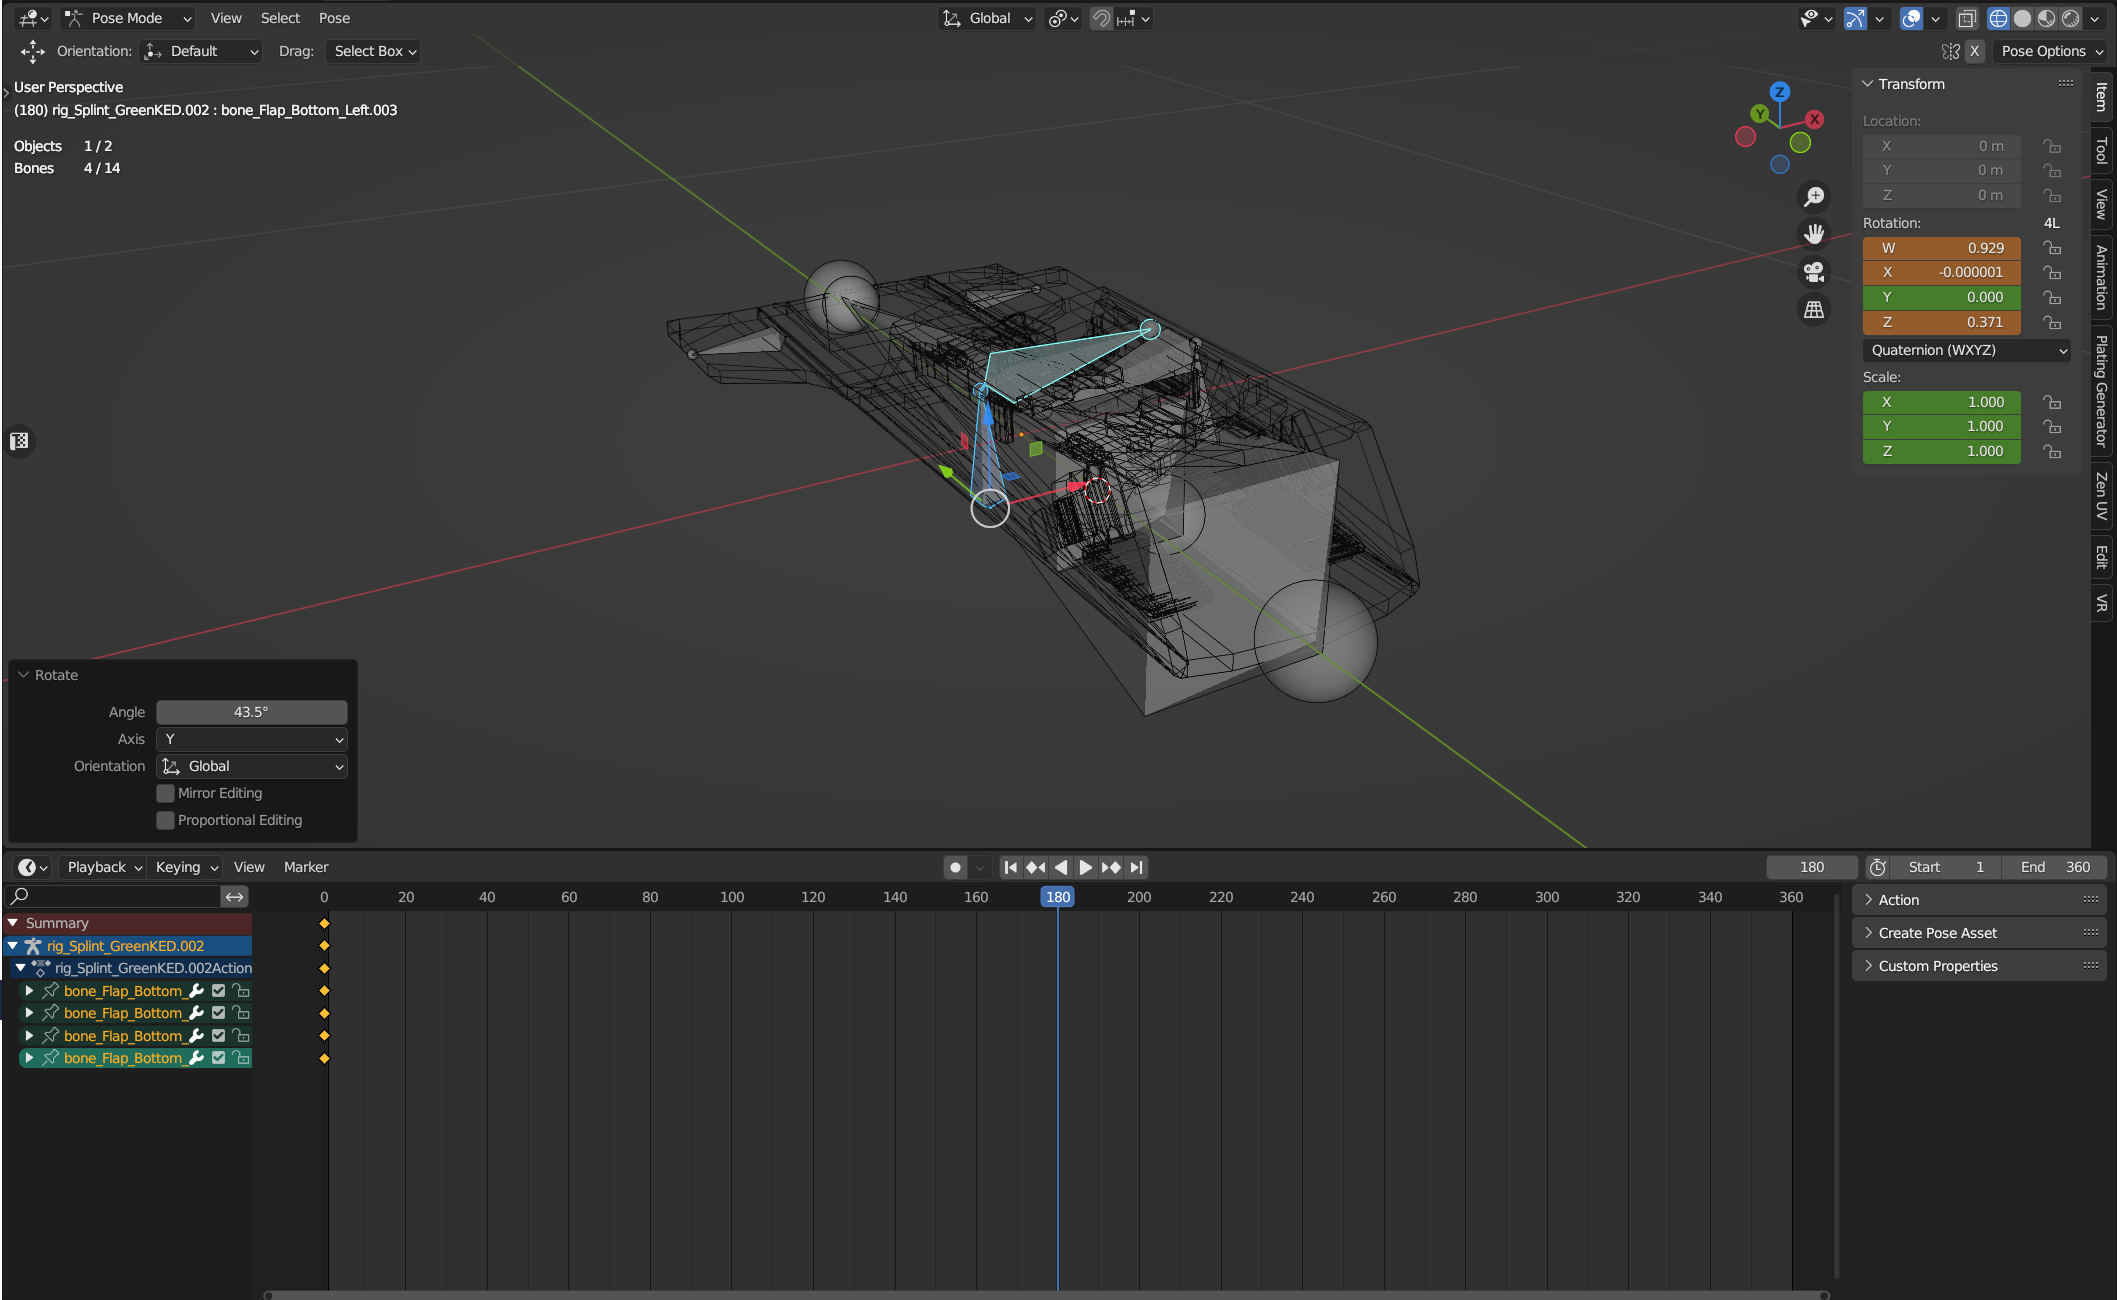 Pose Mode View Select Pose Global
Orientation: Default Drag: Select Box X Pose Options
User Perspective
(180) rig_Splint_GreenKED.002 : bone_Flap_Bottom_Left.003
Objects 1 / 2
Bones 4 / 14
Z
Y
X
Transform
Location:
X 0 m
Y 0 m
Z 0 m
Rotation: 4L
W 0.929
X -0.000001
Y 0.000
Z 0.371
Quaternion (WXYZ)
Scale:
X 1.000
Y 1.000
Z 1.000
Item
Tool
View
Animation
Plating Generator
Zen UV
Edit
VR
Rotate
Angle 43.5°
Axis Y
Orientation Global
Mirror Editing
Proportional Editing
Playback Keying View Marker 180 Start 1 End 360
0 20 40 60 80 100 120 140 160 180 200 220 240 260 280 300 320 340 360
Summary
rig_Splint_GreenKED.002
rig_Splint_GreenKED.002Action
bone_Flap_Bottom_
bone_Flap_Bottom_
bone_Flap_Bottom_
bone_Flap_Bottom_
Action
Create Pose Asset
Custom Properties